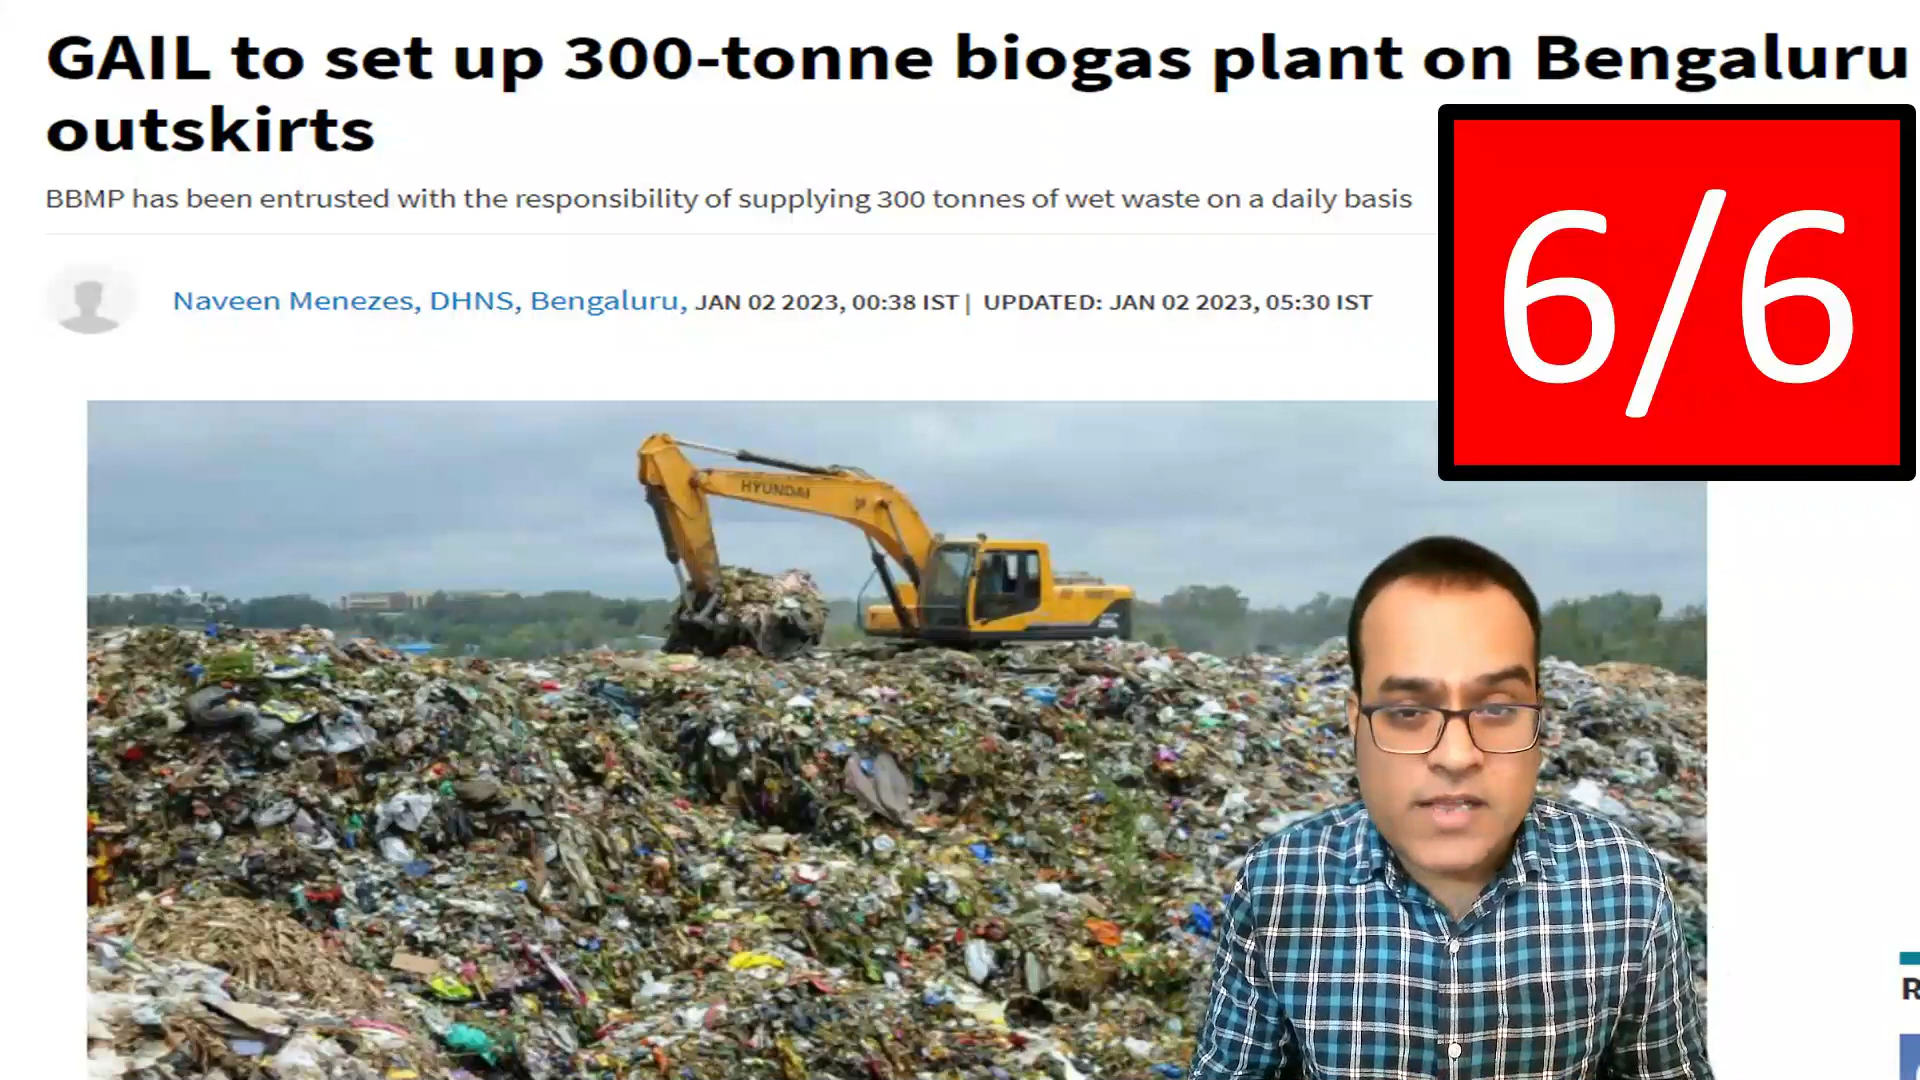 GAIL to set up 300-tonne biogas plant on Bengaluru
outskirts
BBMP has been entrusted with the responsibility of supplying 300 tonnes of wet waste on a daily basis
Naveen Menezes, DHNS, Bengaluru, JAN 02 2023, 00:38 IST | UPDATED: JAN 02 2023, 05:30 IST
6/6
HYUNDAI
R